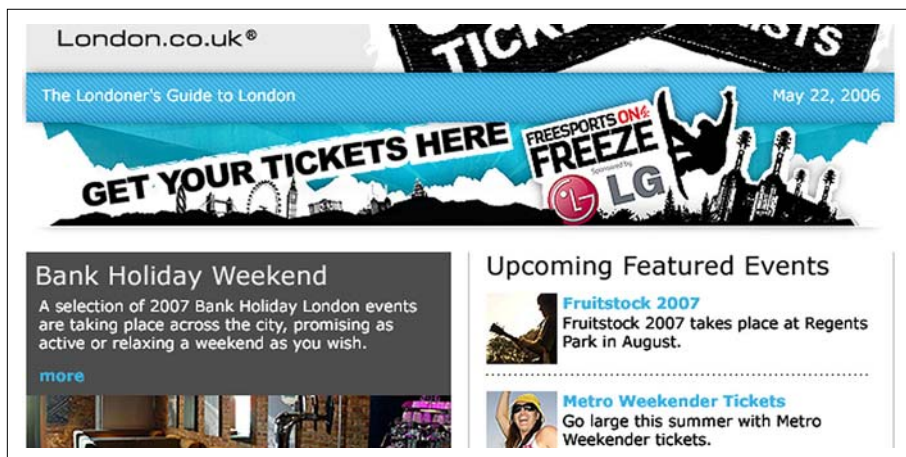 London.co.uk®
The Londoner's Guide to London
May 22, 2006
GET YOUR TICKETS HERE
FREESPORTS ON4
FREEZE
Sponsored by
LG
Bank Holiday Weekend
A selection of 2007 Bank Holiday London events
are taking place across the city, promising as
active or relaxing a weekend as you wish.
more
Upcoming Featured Events
Fruitstock 2007
Fruitstock 2007 takes place at Regents
Park in August.
Metro Weekender Tickets
Go large this summer with Metro
Weekender tickets.